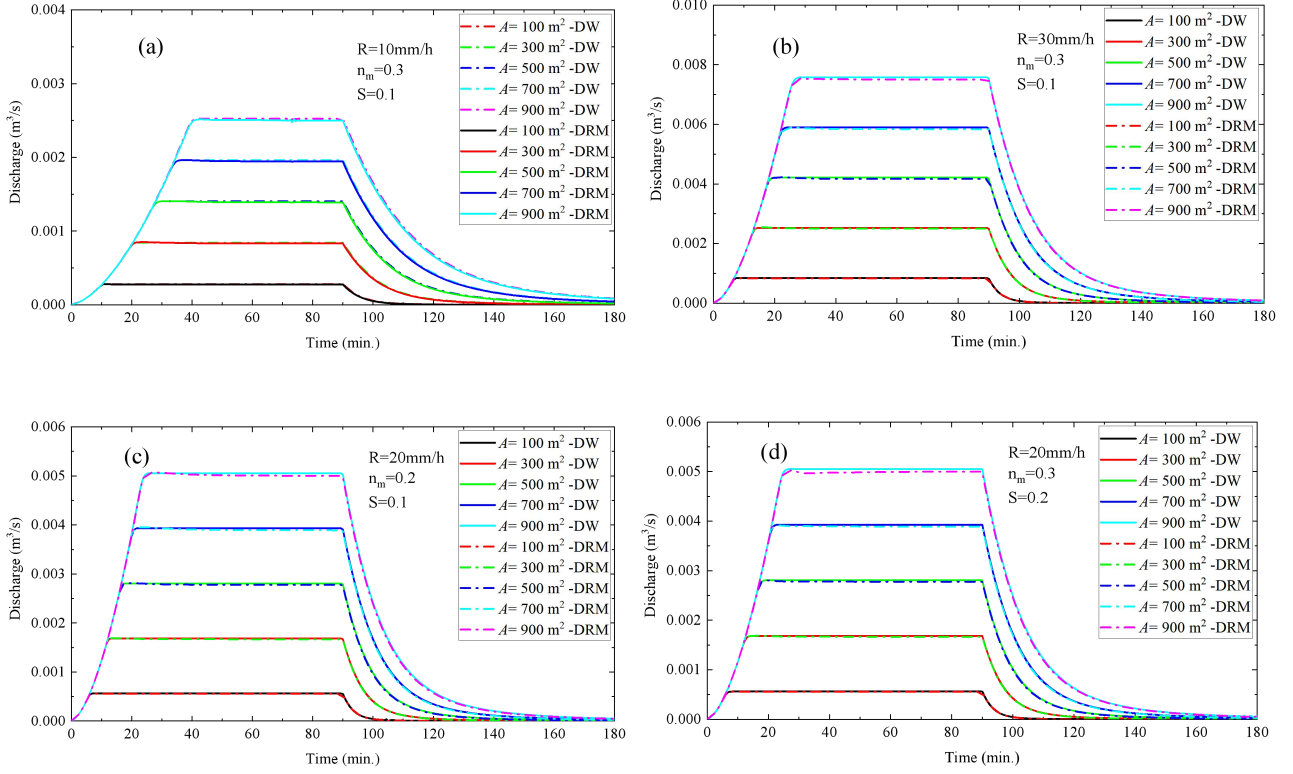 (a)
R=10mm/h
nm=0.3
S=0.1
A= 100 m2 -DW
A= 300 m2 -DW
A= 500 m2 -DW
A= 700 m2 -DW
A= 900 m2 -DW
A= 100 m2 -DRM
A= 300 m2 -DRM
A= 500 m2 -DRM
A= 700 m2 -DRM
A= 900 m2 -DRM
Discharge (m3/s)
0.004
0.003
0.002
0.001
0.000
0 20 40 60 80 100 120 140 160 180
Time (min.)
(b)
R=30mm/h
nm=0.3
S=0.1
A= 100 m2 -DW
A= 300 m2 -DW
A= 500 m2 -DW
A= 700 m2 -DW
A= 900 m2 -DW
A= 100 m2 -DRM
A= 300 m2 -DRM
A= 500 m2 -DRM
A= 700 m2 -DRM
A= 900 m2 -DRM
Discharge (m3/s)
0.010
0.008
0.006
0.004
0.002
0.000
0 20 40 60 80 100 120 140 160 180
Time (min.)
(c)
R=20mm/h
nm=0.2
S=0.1
A= 100 m2 -DW
A= 300 m2 -DW
A= 500 m2 -DW
A= 700 m2 -DW
A= 900 m2 -DW
A= 100 m2 -DRM
A= 300 m2 -DRM
A= 500 m2 -DRM
A= 700 m2 -DRM
A= 900 m2 -DRM
Discharge (m3/s)
0.006
0.005
0.004
0.003
0.002
0.001
0.000
0 20 40 60 80 100 120 140 160 180
Time (min.)
(d)
R=20mm/h
nm=0.3
S=0.2
A= 100 m2 -DW
A= 300 m2 -DW
A= 500 m2 -DW
A= 700 m2 -DW
A= 900 m2 -DW
A= 100 m2 -DRM
A= 300 m2 -DRM
A= 500 m2 -DRM
A= 700 m2 -DRM
A= 900 m2 -DRM
Discharge (m3/s)
0.006
0.005
0.004
0.003
0.002
0.001
0.000
0 20 40 60 80 100 120 140 160 180
Time (min.)